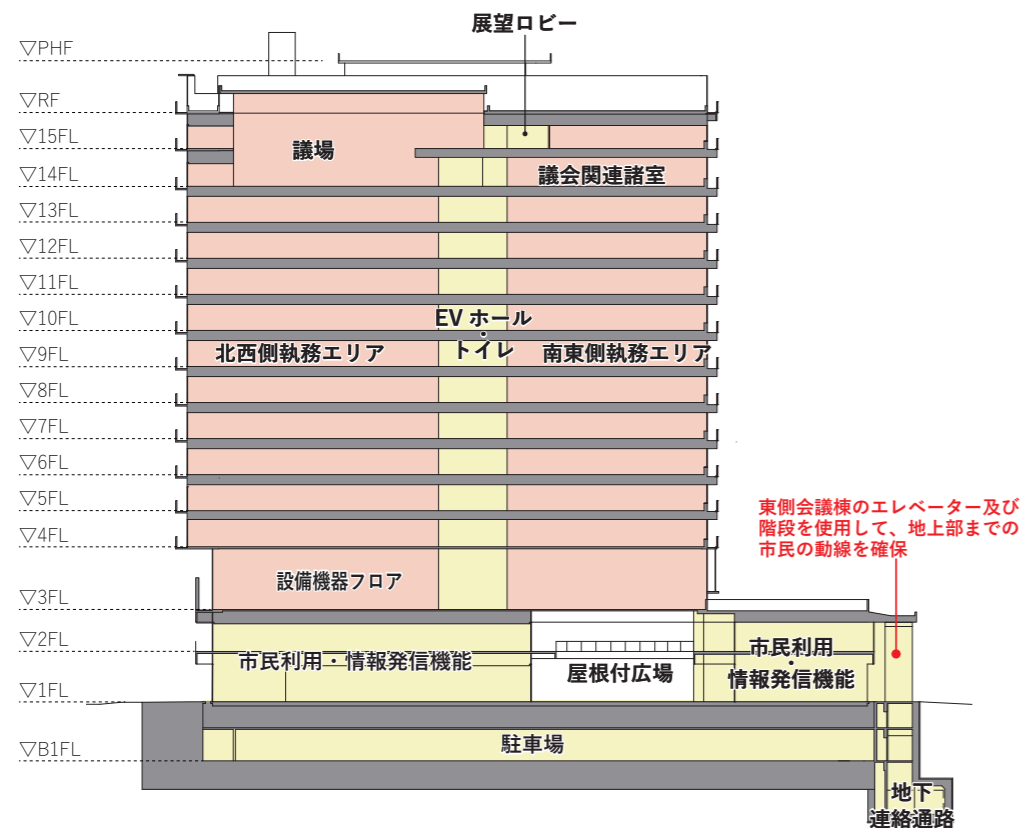 展望ロビー
▽PHF
▽RF
▽15FL
議場
▽14FL
議会関連諸室
▽13FL
▽12FL
▽11FL
▽10FL
EV ホール
・
トイレ
▽9FL
北西側執務エリア
南東側執務エリア
▽8FL
▽7FL
▽6FL
▽5FL
東側会議棟のエレベーター及び
階段を使用して、地上部までの
市民の動線を確保
▽4FL
設備機器フロア
▽3FL
▽2FL
市民利用・情報発信機能
屋根付広場
市民利用
・
情報発信機能
▽1FL
▽B1FL
駐車場
地下
連絡通路